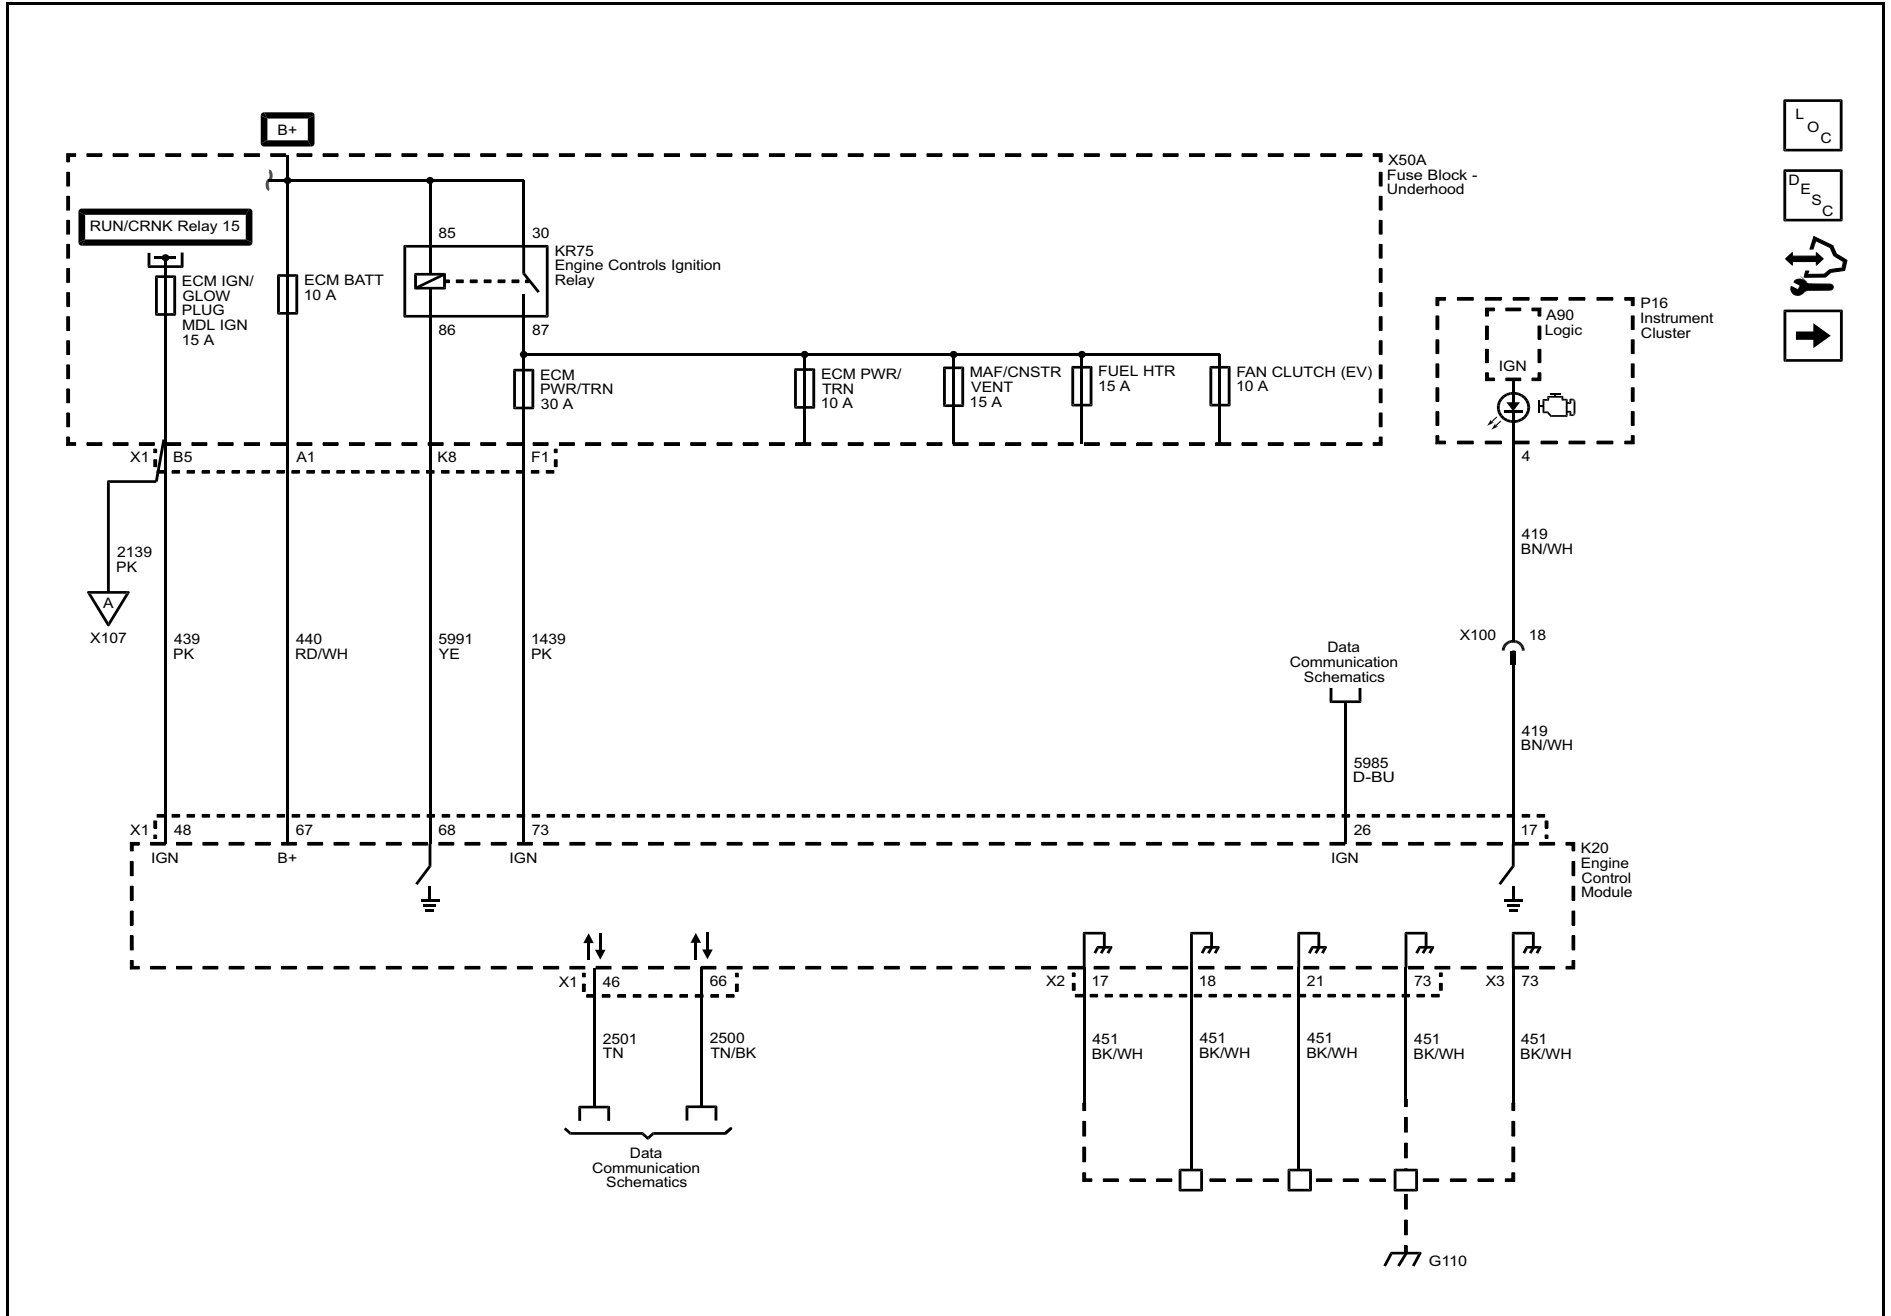 B+
X50A
Fuse Block -
Underhood
RUN/CRNK Relay 15
ECM IGN/
GLOW
PLUG
MDL IGN
15 A
ECM BATT
10 A
85
30
KR75
Engine Controls Ignition
Relay
86
87
ECM
PWR/TRN
30 A
ECM PWR/
TRN
10 A
MAF/CNSTR
VENT
15 A
FUEL HTR
15 A
FAN CLUTCH (EV)
10 A
P16
Instrument
Cluster
A90
Logic
IGN
LOC
DESC
X1
B5
A1
K8
F1
4
2139
PK
A
X107
439
PK
440
RD/WH
5991
YE
1439
PK
419
BN/WH
X100
18
419
BN/WH
Data
Communication
Schematics
5985
D-BU
X1
48
67
68
73
26
17
IGN
B+
IGN
IGN
K20
Engine
Control
Module
X1
46
66
X2
17
18
21
73
X3
73
2501
TN
2500
TN/BK
451
BK/WH
451
BK/WH
451
BK/WH
451
BK/WH
451
BK/WH
Data
Communication
Schematics
G110